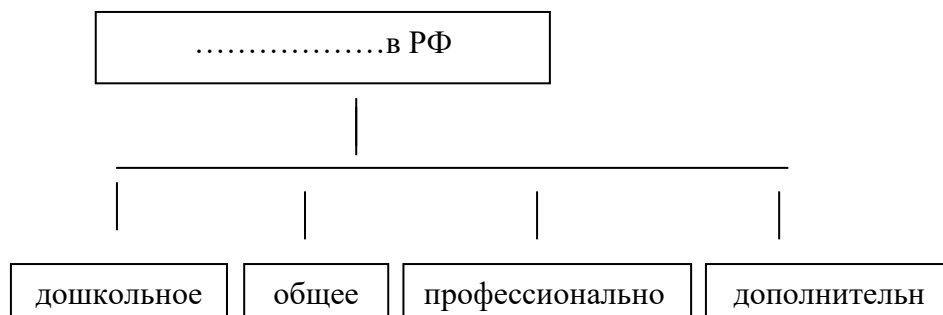 ………………в РФ
дошкольное общее профессионально дополнительн